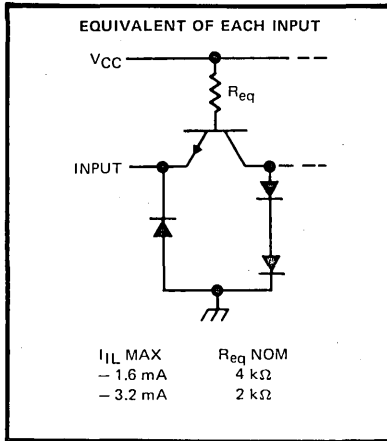 EQUIVALENT OF EACH INPUT
VCC
Req
INPUT
IIL MAX Req NOM
– 1.6 mA 4 kΩ
– 3.2 mA 2 kΩ